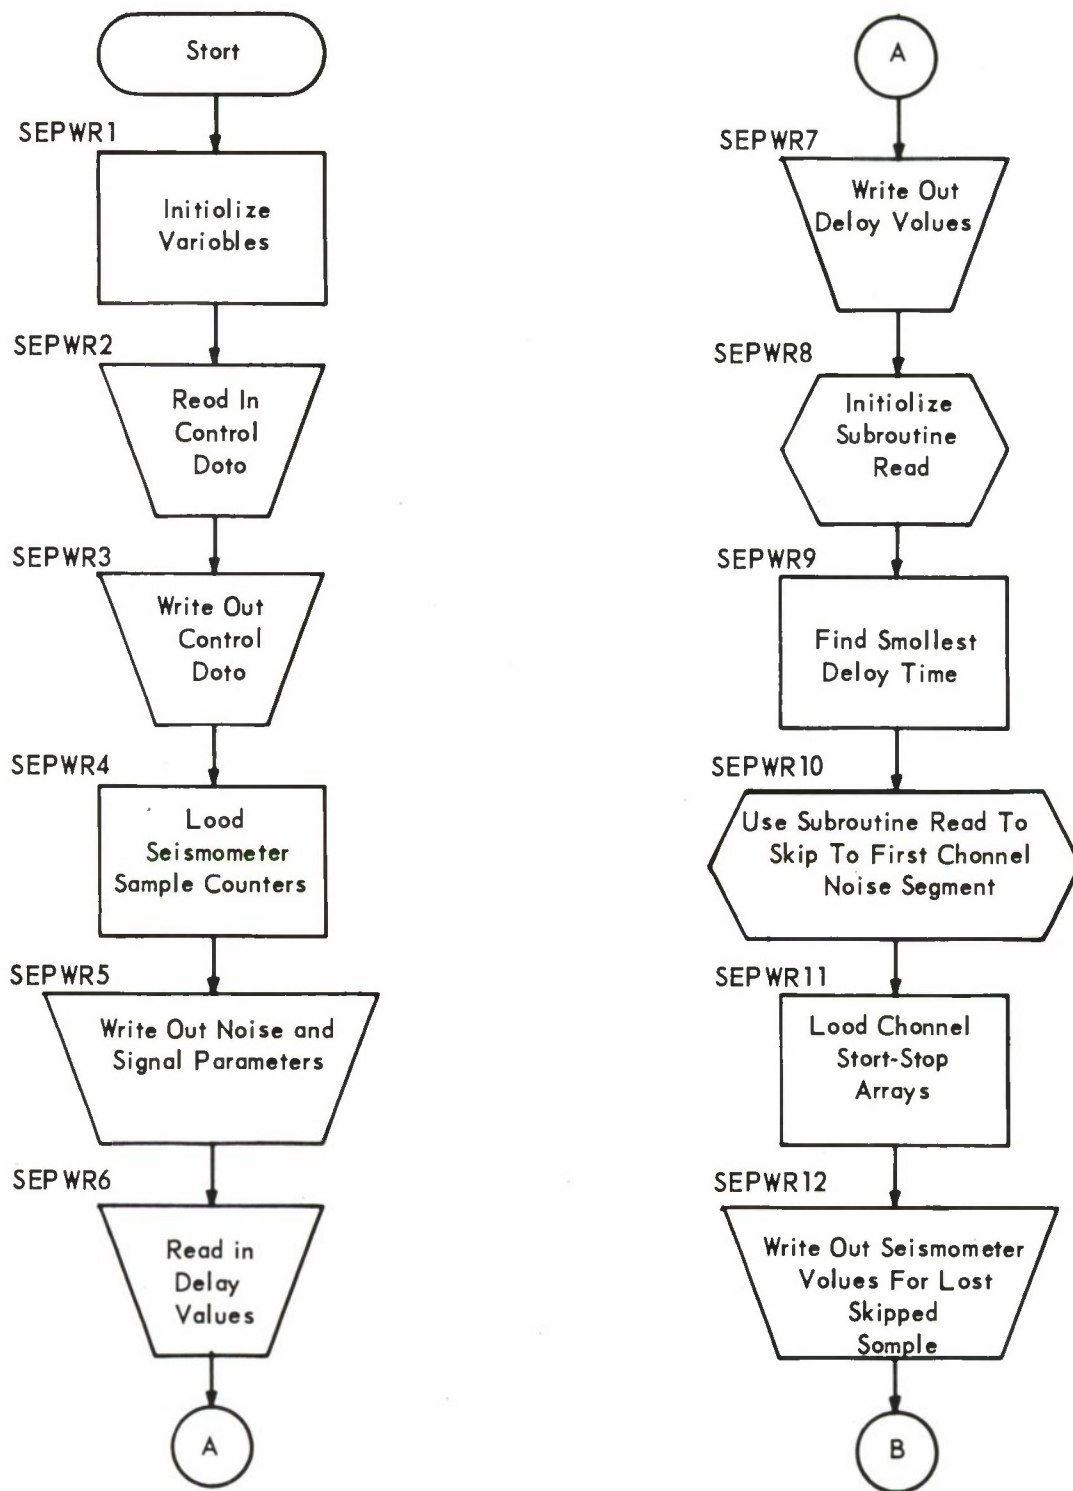 Stort
SEPWR1
Initiolize
Voriobles
SEPWR2
Reod In
Control
Doto
SEPWR3
Write Out
Control
Doto
SEPWR4
Lood
Seismometer
Sample Counters
SEPWR5
Write Out Noise and
Signal Parameters
SEPWR6
Read in
Delay
Values
A
A
SEPWR7
Write Out
Deloy Volues
SEPWR8
Initiolize
Subroutine
Read
SEPWR9
Find Smollest
Deloy Time
SEPWR10
Use Subroutine Read To
Skip To First Chonnel
Noise Segment
SEPWR11
Lood Chonnel
Stort-Stop
Arrays
SEPWR12
Write Out Seismometer
Volues For Lost
Skipped
Somple
B